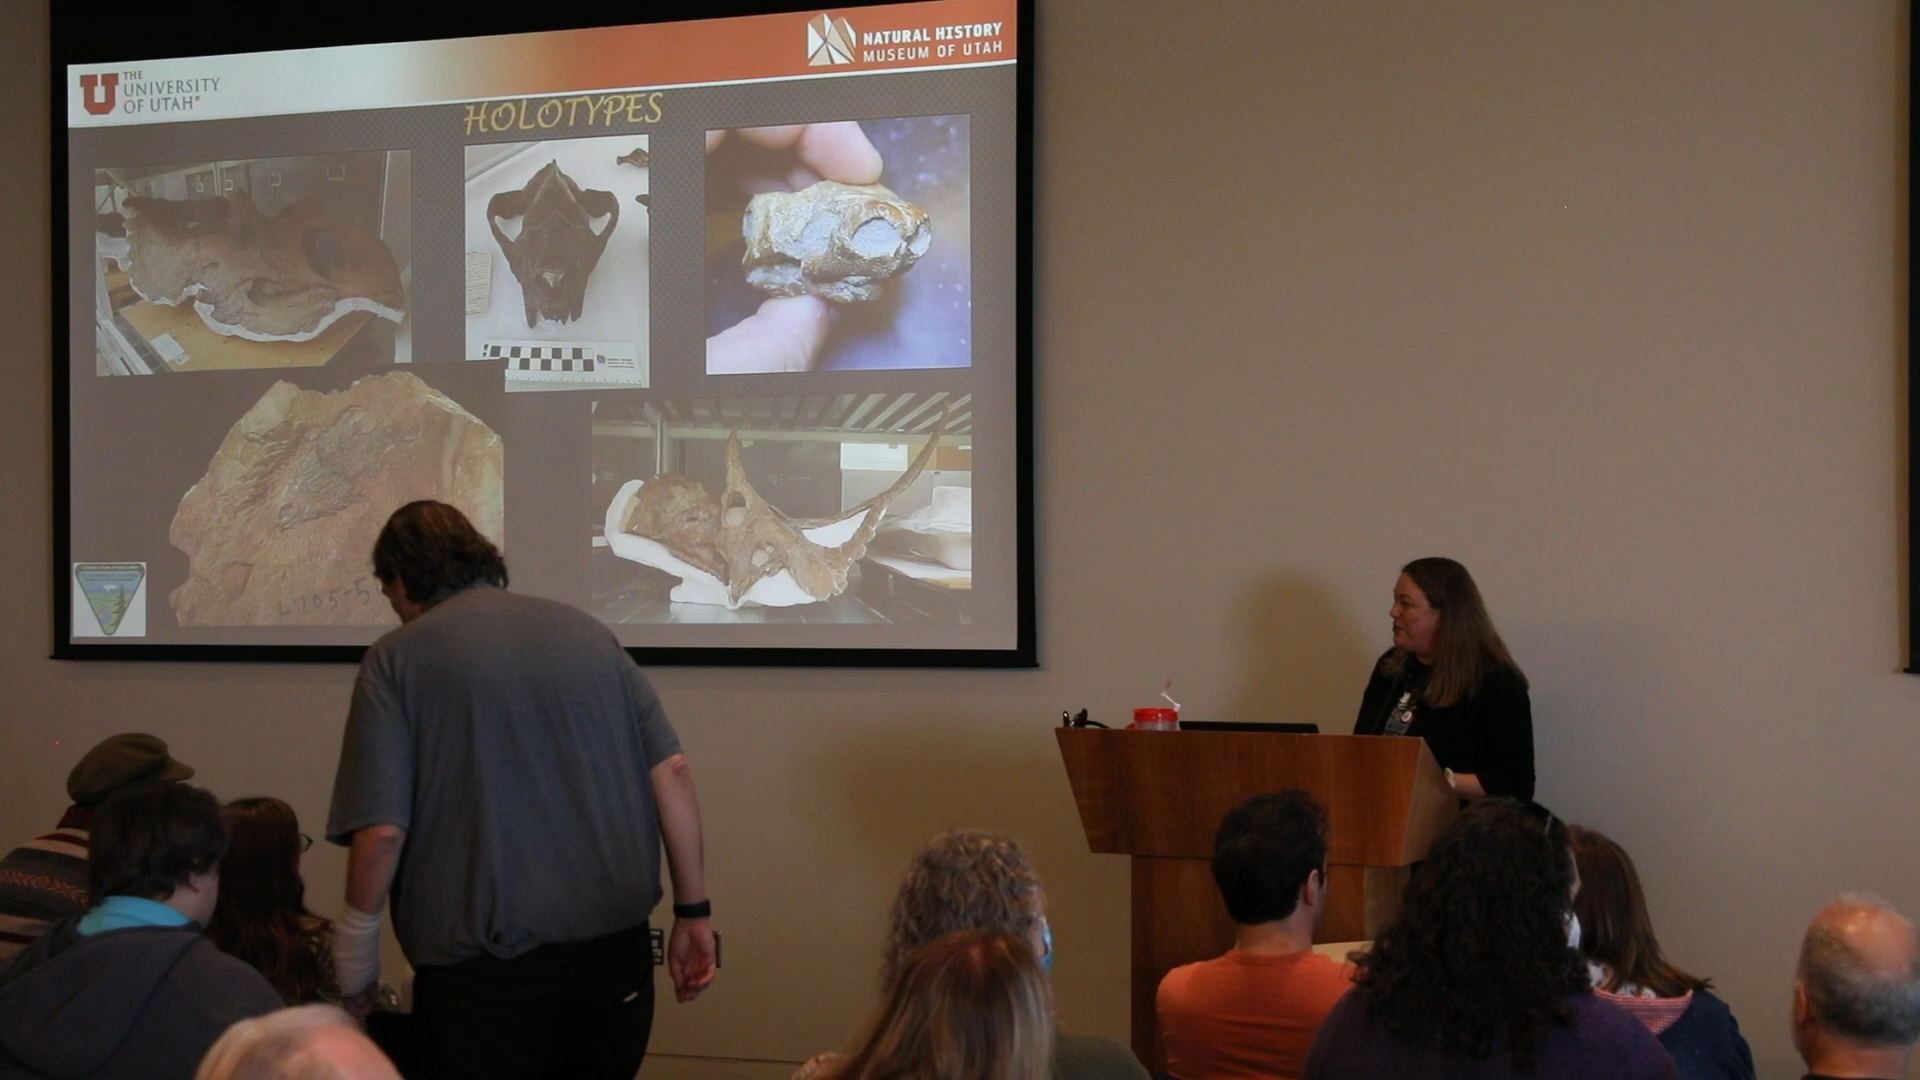 THE
UNIVERSITY
OF UTAH®
NATURAL HISTORY
MUSEUM OF UTAH
HOLOTYPES